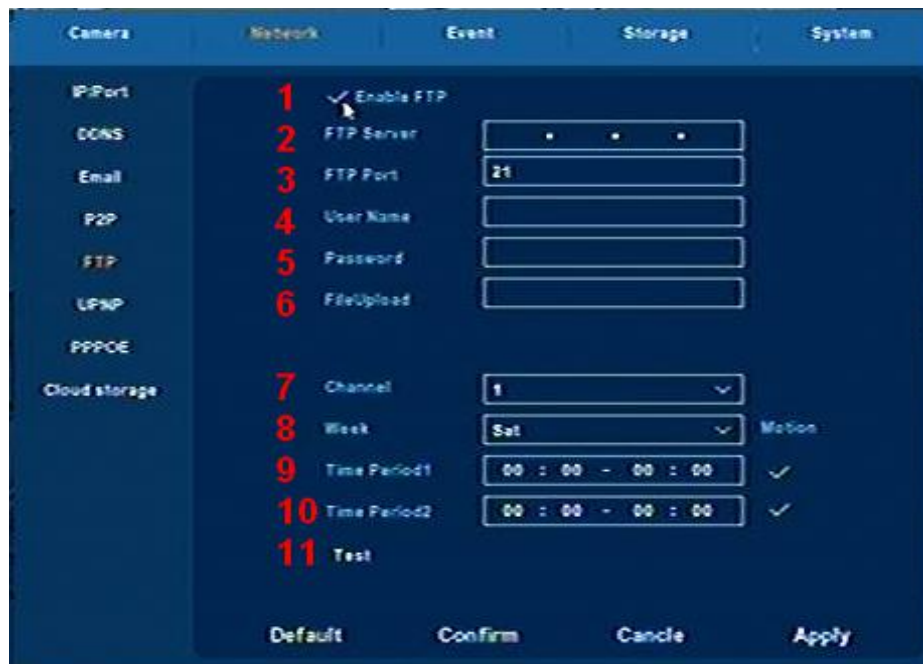 Camera Network Event Storage System
IP/Port
DDNS
Email
P2P
FTP
UPNP
PPPOE
Cloud storage
1 Enable FTP
2 FTP Server . . .
3 FTP Port 21
4 User Name
5 Password
6 FileUpload
7 Channel 1
8 Week Sat Motion
9 Time Period1 00 : 00 - 00 : 00
10 Time Period2 00 : 00 - 00 : 00
11 Test
Default Confirm Cancle Apply